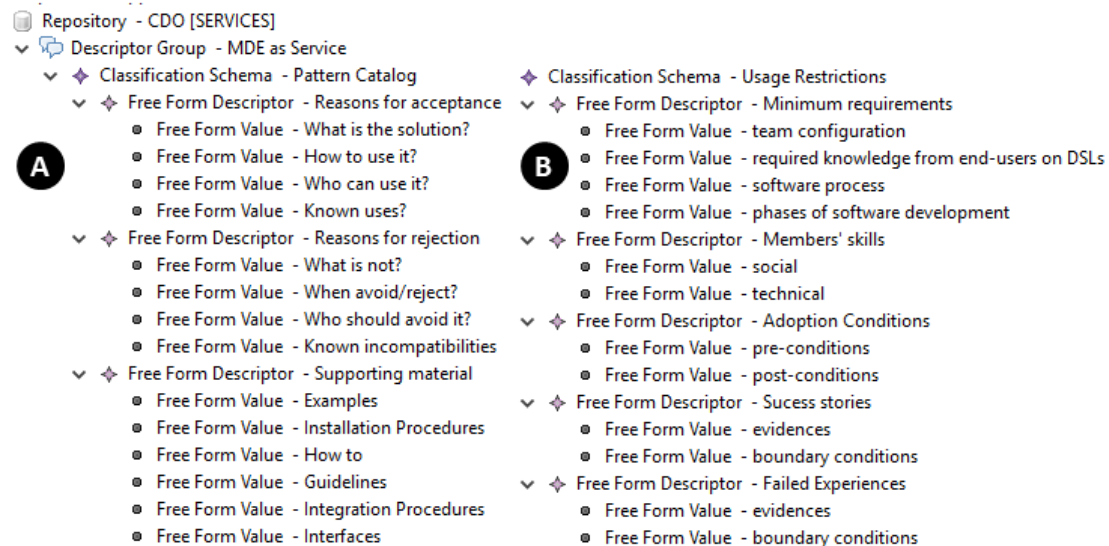 Repository - CDO [SERVICES]
Descriptor Group - MDE as Service
Classification Schema - Pattern Catalog
Free Form Descriptor - Reasons for acceptance
Free Form Value - What is the solution?
Free Form Value - How to use it?
Free Form Value - Who can use it?
Free Form Value - Known uses?
Free Form Descriptor - Reasons for rejection
Free Form Value - What is not?
Free Form Value - When avoid/reject?
Free Form Value - Who should avoid it?
Free Form Value - Known incompatibilities
Free Form Descriptor - Supporting material
Free Form Value - Examples
Free Form Value - Installation Procedures
Free Form Value - How to
Free Form Value - Guidelines
Free Form Value - Integration Procedures
Free Form Value - Interfaces
A
Classification Schema - Usage Restrictions
Free Form Descriptor - Minimum requirements
Free Form Value - team configuration
Free Form Value - required knowledge from end-users on DSLs
Free Form Value - software process
Free Form Value - phases of software development
Free Form Descriptor - Members' skills
Free Form Value - social
Free Form Value - technical
Free Form Descriptor - Adoption Conditions
Free Form Value - pre-conditions
Free Form Value - post-conditions
Free Form Descriptor - Sucess stories
Free Form Value - evidences
Free Form Value - boundary conditions
Free Form Descriptor - Failed Experiences
Free Form Value - evidences
Free Form Value - boundary conditions
B